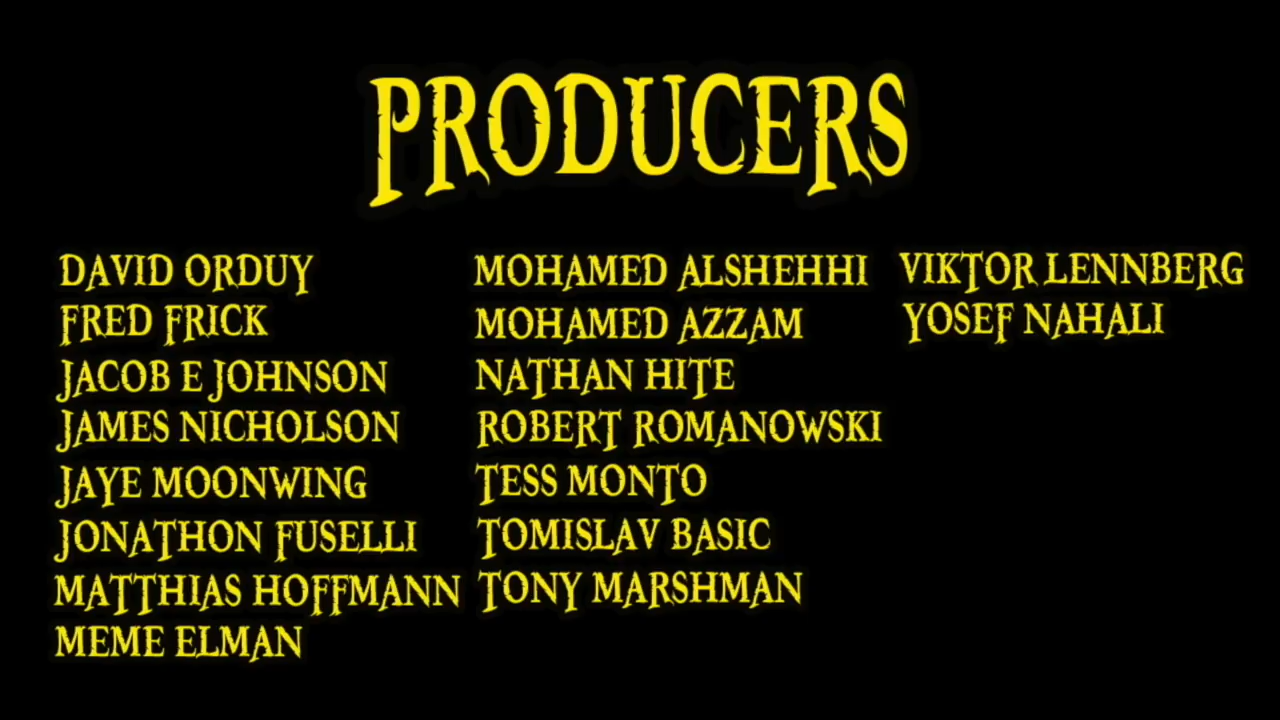 PRODUCERS
DAVID ORDUY
FRED FRICK
JACOB E JOHNSON
JAMES NICHOLSON
JAYE MOONWING
JONATHON FUSELLI
MATTHIAS HOFFMANN
MEME ELMAN
MOHAMED ALSHEHHI
MOHAMED AZZAM
NATHAN HITE
ROBERT ROMANOWSKI
TESS MONTO
TOMISLAV BASIC
TONY MARSHMAN
VIKTOR LENNBERG
YOSEF NAHALI